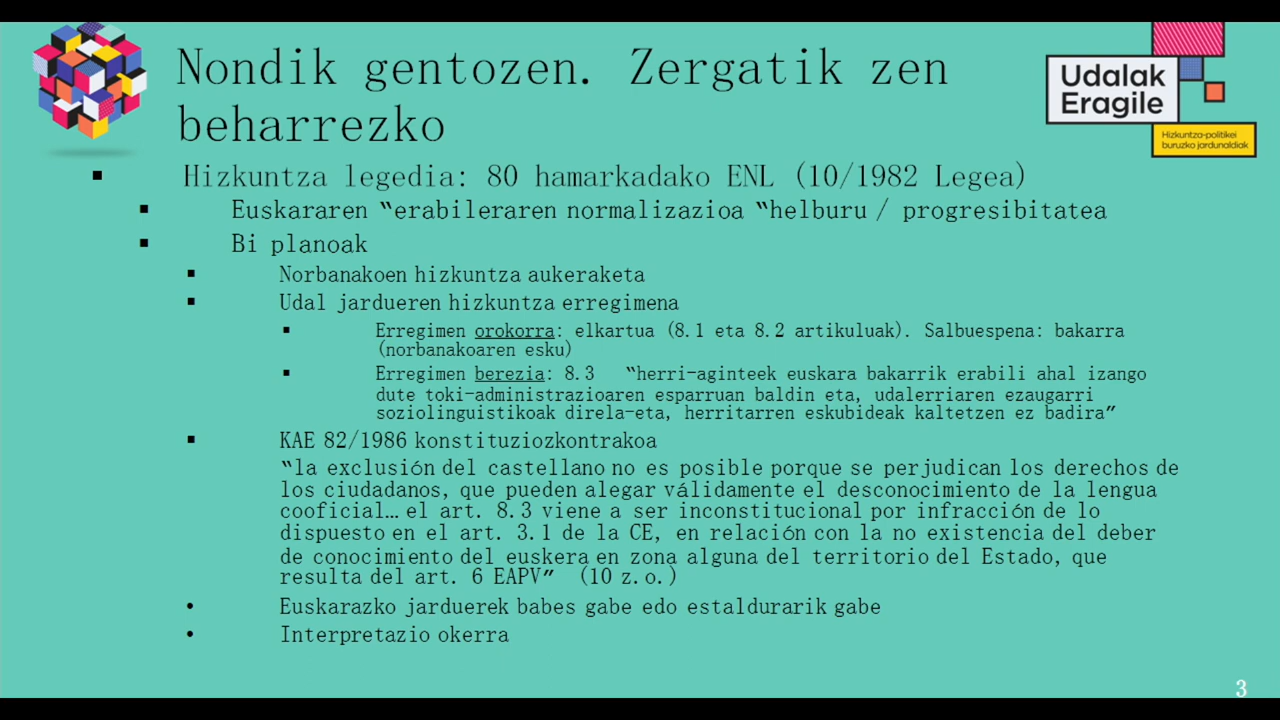 Nondik gentozen. Zergatik zen
beharrezko
Udalak
Eragile
Hizkuntza-politikei
buruzko jardunaldiak
▪ Hizkuntza legedia: 80 hamarkadako ENL (10/1982 Legea)
▪ Euskararen “erabileraren normalizazioa “helburu / progresibitatea
▪ Bi planoak
▪ Norbanakoen hizkuntza aukeraketa
▪ Udal jardueren hizkuntza erregimena
▪ Erregimen orokorra: elkartua (8.1 eta 8.2 artikuluak). Salbuespena: bakarra
(norbanakoaren esku)
▪ Erregimen berezia: 8.3 “herri-aginteek euskara bakarrik erabili ahal izango
dute toki-administrazioaren esparruan baldin eta, udalerriaren ezaugarri
soziolinguistikoak direla-eta, herritarren eskubideak kaltetzen ez badira”
▪ KAE 82/1986 konstituziozkontrakoa
“la exclusión del castellano no es posible porque se perjudican los derechos de
los ciudadanos, que pueden alegar válidamente el desconocimiento de la lengua
cooficial… el art. 8.3 viene a ser inconstitucional por infracción de lo
dispuesto en el art. 3.1 de la CE, en relación con la no existencia del deber
de conocimiento del euskera en zona alguna del territorio del Estado, que
resulta del art. 6 EAPV” (10 z.o.)
• Euskarazko jarduerek babes gabe edo estaldurarik gabe
• Interpretazio okerra
3